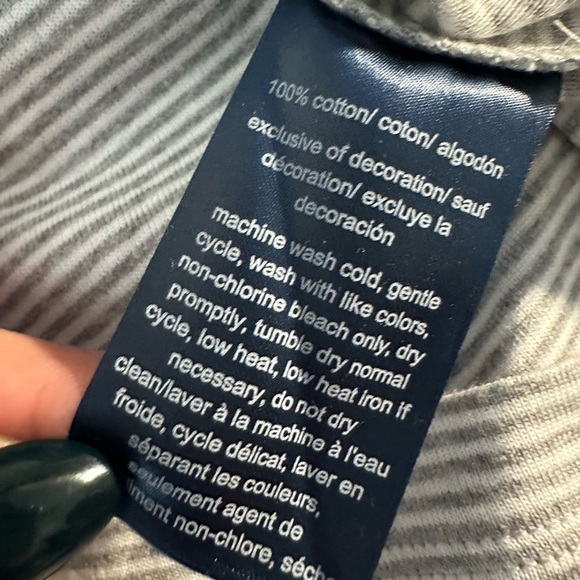 100% cotton/ coton/ algodón
exclusive of decoration/ sauf
décoration/ excluye la
decoración
machine wash cold, gentle
cycle, wash with like colors,
non-chlorine bleach only, dry
promptly, tumble dry normal
cycle, low heat, low heat iron if
necessary, do not dry
clean/laver à la machine à l'eau
froide, cycle délicat, laver en
séparant les couleurs,
seulement agent de
non-chlore,